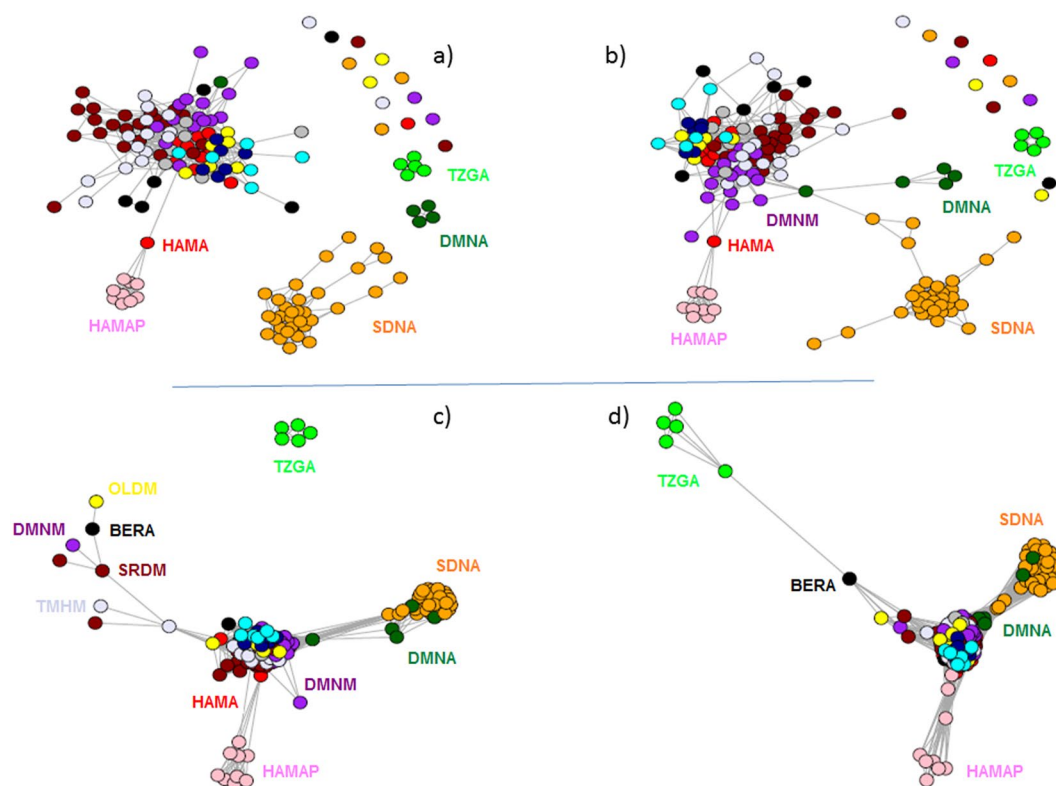 a)
TZGA
DMNA
HAMA
HAMAP
SDNA
b)
TZGA
DMNA
DMNM
HAMA
HAMAP
SDNA
c)
TZGA
OLDM
BERA
DMNM
SRDM
TMHM
SDNA
DMNA
HAMA
DMNM
HAMAP
d)
TZGA
SDNA
BERA
DMNA
HAMAP